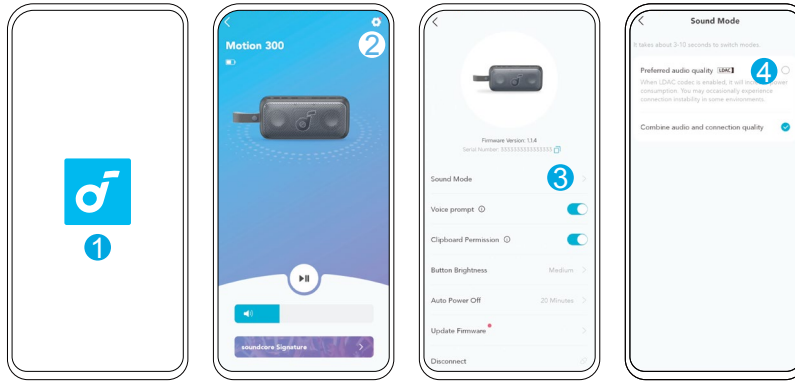 1
Motion 300
2
Firmware Version: 1.1.4
Serial Number: 5555555555555555
Sound Mode
3
Voice prompt
Clipboard Permission
Button Brightness Medium
Auto Power Off 20 Minutes
Update Firmware
Disconnect
soundcore Signature
Sound Mode
It takes about 3-10 seconds to switch modes.
Preferred audio quality LDAC
4
When LDAC codec is enabled, it will power
consumption. You may occasionally experience
connection instability in some environments.
Combine audio and connection quality